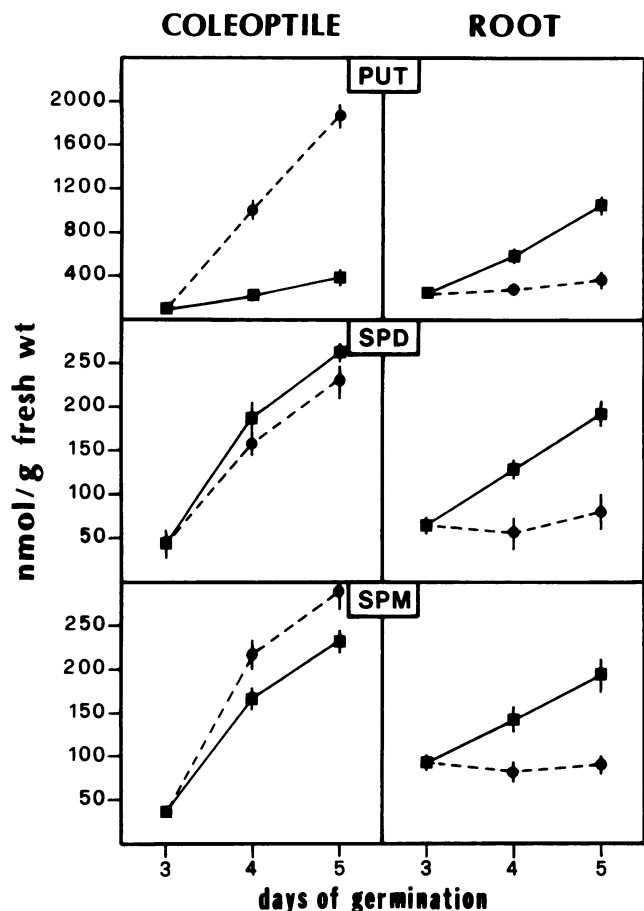 COLEOPTILE ROOT
PUT
2000
1600
1200
800
400
SPD
250
200
150
100
50
SPM
250
200
150
100
50
nmol/g fresh wt
3 4 5 3 4 5
days of germination